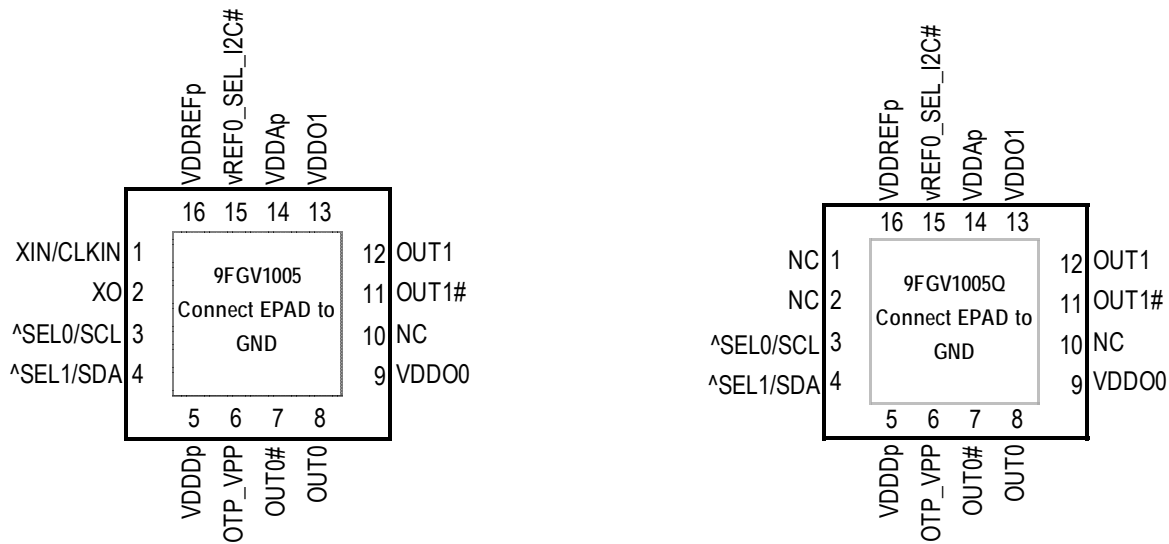 VDDREFp
vREF0_SEL_I2C#
VDDAp
VDDO1
16 15 14 13
XIN/CLKIN 1
XO 2
^SEL0/SCL 3
^SEL1/SDA 4
9FGV1005
Connect EPAD to
GND
12 OUT1
11 OUT1#
10 NC
9 VDDO0
5 6 7 8
VDDDp
OTP_VPP
OUT0#
OUT0
VDDREFp
vREF0_SEL_I2C#
VDDAp
VDDO1
16 15 14 13
NC 1
NC 2
^SEL0/SCL 3
^SEL1/SDA 4
9FGV1005Q
Connect EPAD to
GND
12 OUT1
11 OUT1#
10 NC
9 VDDO0
5 6 7 8
VDDDp
OTP_VPP
OUT0#
OUT0